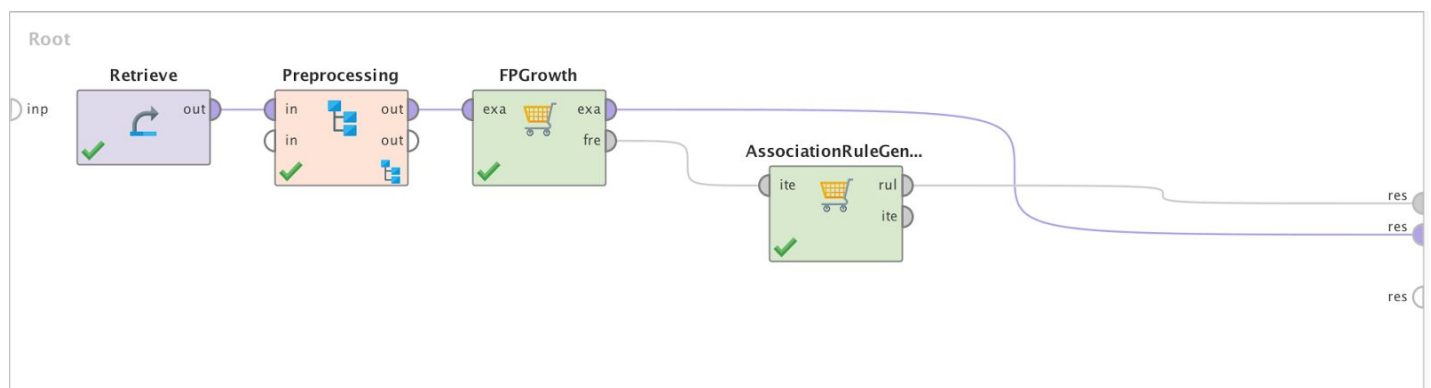 Root
Retrieve
Preprocessing
FPGrowth
inp
out
in
out
exa
exa
in
out
fre
AssociationRuleGen...
ite
rul
ite
res
res
res